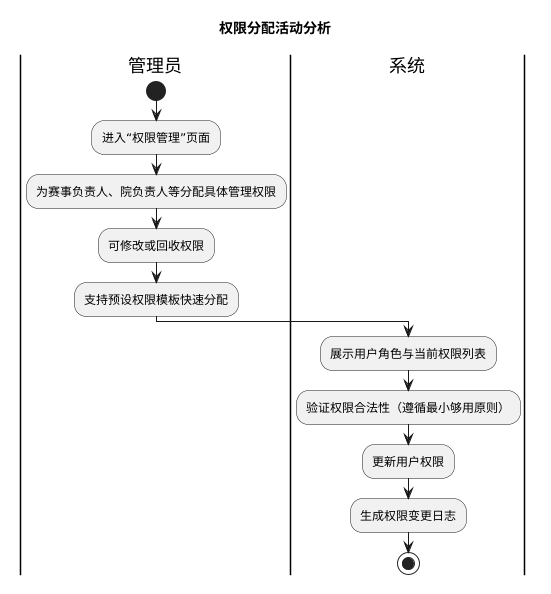 权限分配活动分析
管理员
系统
进入“权限管理”页面
为赛事负责人、院负责人等分配具体管理权限
可修改或回收权限
支持预设权限模板快速分配
展示用户角色与当前权限列表
验证权限合法性（遵循最小够用原则）
更新用户权限
生成权限变更日志